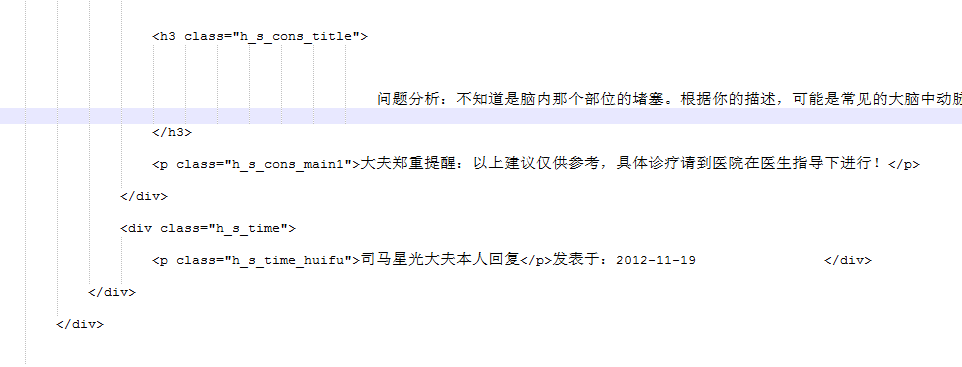 <h3 class="h_s_cons_title">
问题分析：不知道是脑内那个部位的堵塞。根据你的描述，可能是常见的大脑中动脉
</h3>
<p class="h_s_cons_main1">大夫郑重提醒：以上建议仅供参考，具体诊疗请到医院在医生指导下进行！</p>
</div>
<div class="h_s_time">
<p class="h_s_time_huifu">司马星光大夫本人回复</p>发表于：2012-11-19 </div>
</div>
</div>